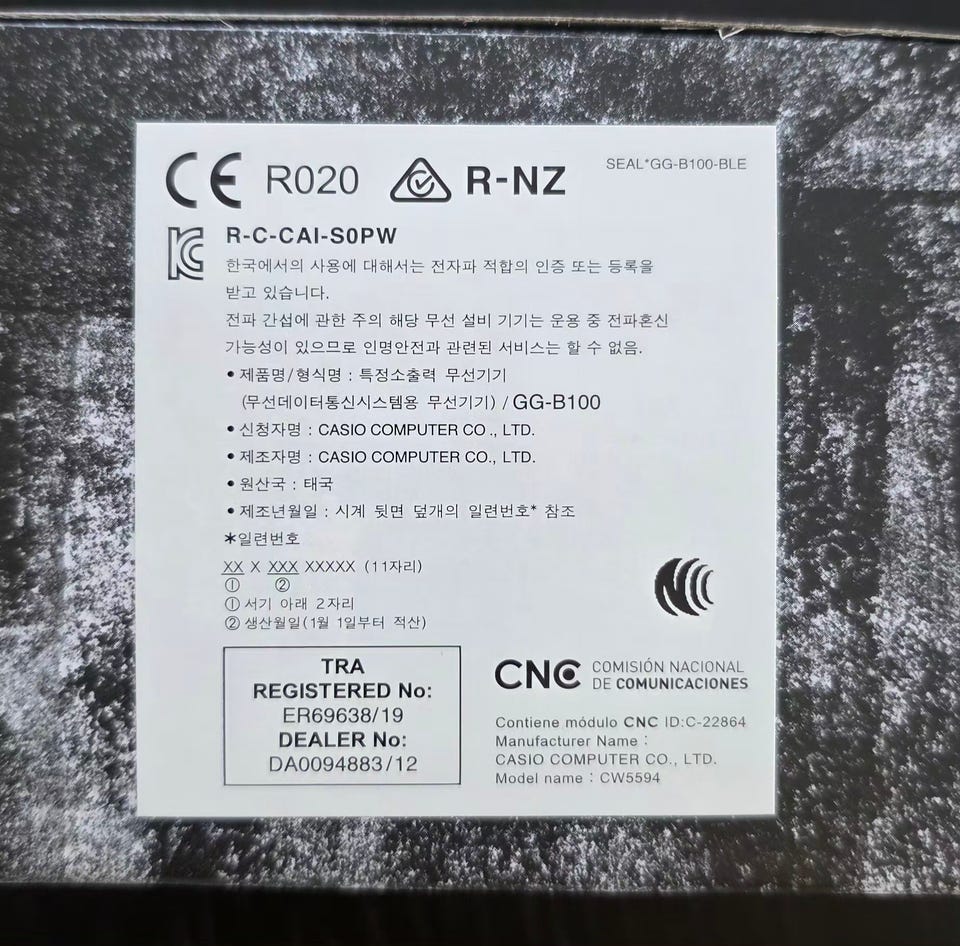 CE R020 R-NZ SEAL*GG-B100-BLE
R-C-CAI-S0PW
한국에서의 사용에 대해서는 전자파 적합의 인증 또는 등록을
받고 있습니다.
전파 간섭에 관한 주의 해당 무선 설비 기기는 운용 중 전파혼신
가능성이 있으므로 인명안전과 관련된 서비스는 할 수 없음.
• 제품명/형식명 : 특정소출력 무선기기
(무선데이터통신시스템용 무선기기) / GG-B100
• 신청자명 : CASIO COMPUTER CO., LTD.
• 제조자명 : CASIO COMPUTER CO., LTD.
• 원산국 : 태국
• 제조년월일 : 시계 뒷면 덮개의 일련번호* 참조
*일련번호
XX X XXX XXXXX (11자리)
① ②
① 서기 아래 2자리
② 생산월일(1월 1일부터 적산)
TRA
REGISTERED No:
ER69638/19
DEALER No:
DA0094883/12
CNC COMISIÓN NACIONAL
DE COMUNICACIONES
Contiene módulo CNC ID:C-22864
Manufacturer Name :
CASIO COMPUTER CO., LTD.
Model name : CW5594